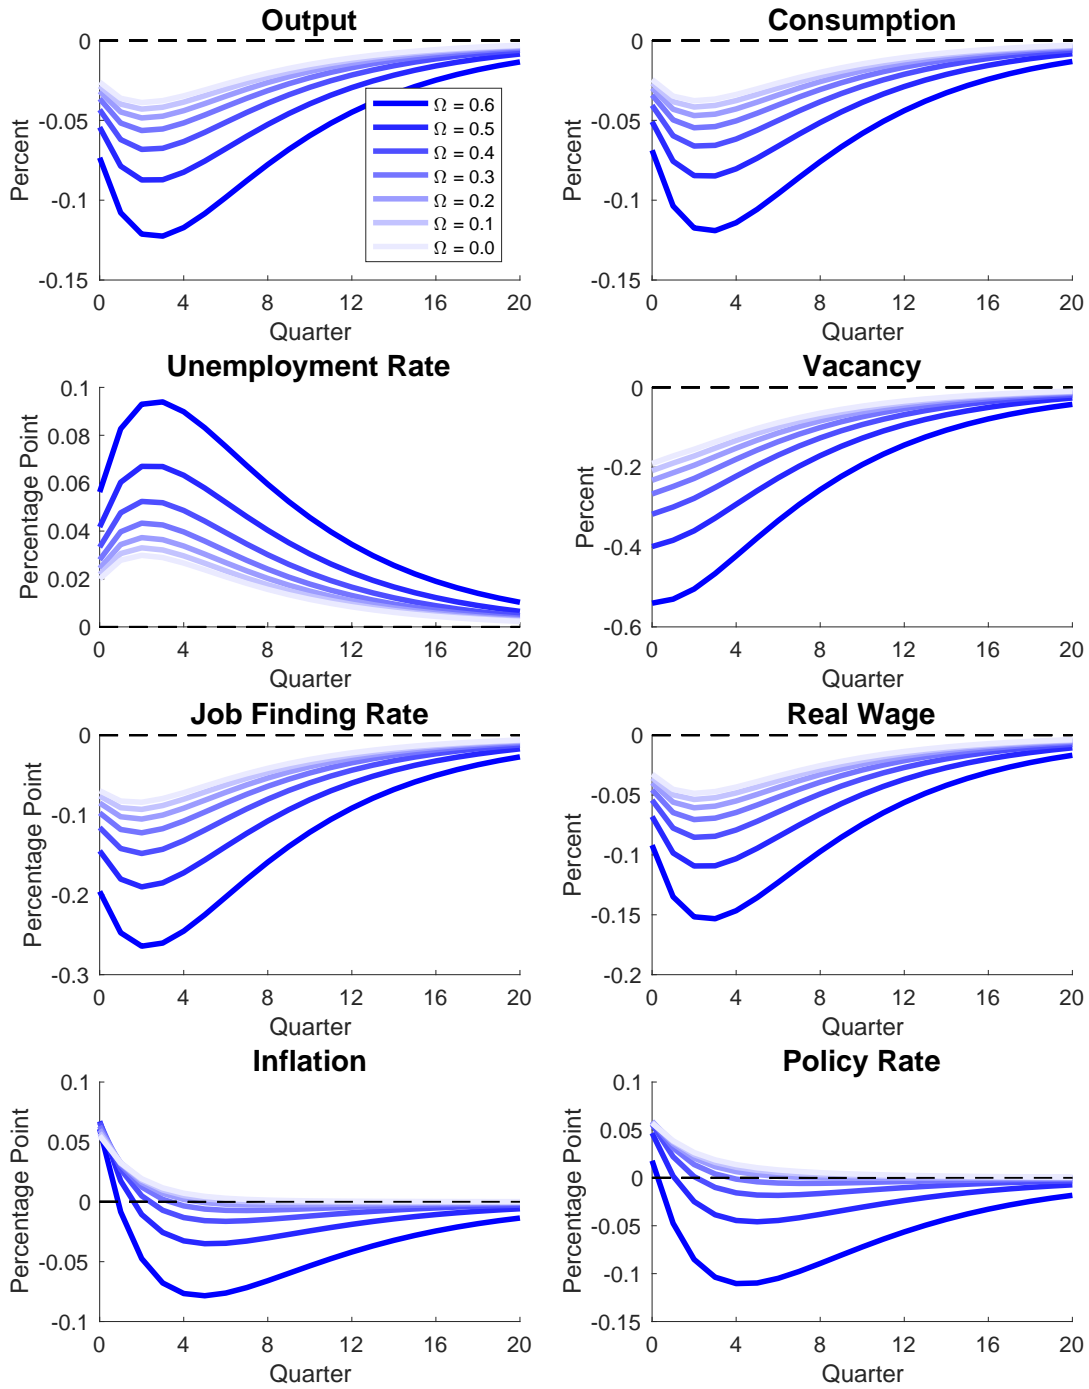 Output
0
-0.05
-0.1
-0.15
Percent
0 4 8 12 16 20
Quarter
Ω = 0.6
Ω = 0.5
Ω = 0.4
Ω = 0.3
Ω = 0.2
Ω = 0.1
Ω = 0.0
Consumption
0
-0.05
-0.1
-0.15
Percent
0 4 8 12 16 20
Quarter
Unemployment Rate
0.1
0.08
0.06
0.04
0.02
0
Percentage Point
0 4 8 12 16 20
Quarter
Vacancy
0
-0.2
-0.4
-0.6
Percent
0 4 8 12 16 20
Quarter
Job Finding Rate
0
-0.1
-0.2
-0.3
Percentage Point
0 4 8 12 16 20
Quarter
Real Wage
0
-0.05
-0.1
-0.15
-0.2
Percent
0 4 8 12 16 20
Quarter
Inflation
0.1
0.05
0
-0.05
-0.1
Percentage Point
0 4 8 12 16 20
Quarter
Policy Rate
0.1
0.05
0
-0.05
-0.1
-0.15
Percentage Point
0 4 8 12 16 20
Quarter